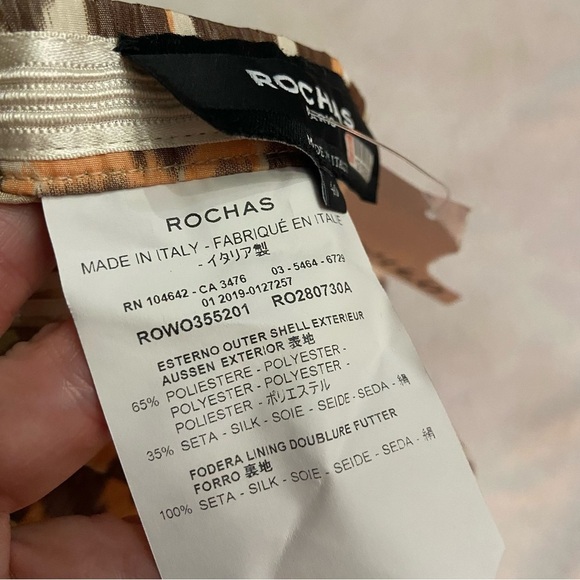 ROCHAS
MADE IN ITALY
ROCHAS
MADE IN ITALY - FABRIQUÉ EN ITALIE
- イタリア製
RN 104642 - CA 3476 03 - 5464 - 6729
01 2019-0127257
ROWO355201 RO280730A
ESTERNO OUTER SHELL EXTERIEUR
AUSSEN EXTERIOR 表地
65% POLIESTERE - POLYESTER -
POLYESTER - POLYESTER -
POLIESTER - ポリエステル
35% SETA - SILK - SOIE - SEIDE - SEDA - 絹
FODERA LINING DOUBLURE FUTTER
FORRO 裏地
100% SETA - SILK - SOIE - SEIDE - SEDA - 絹